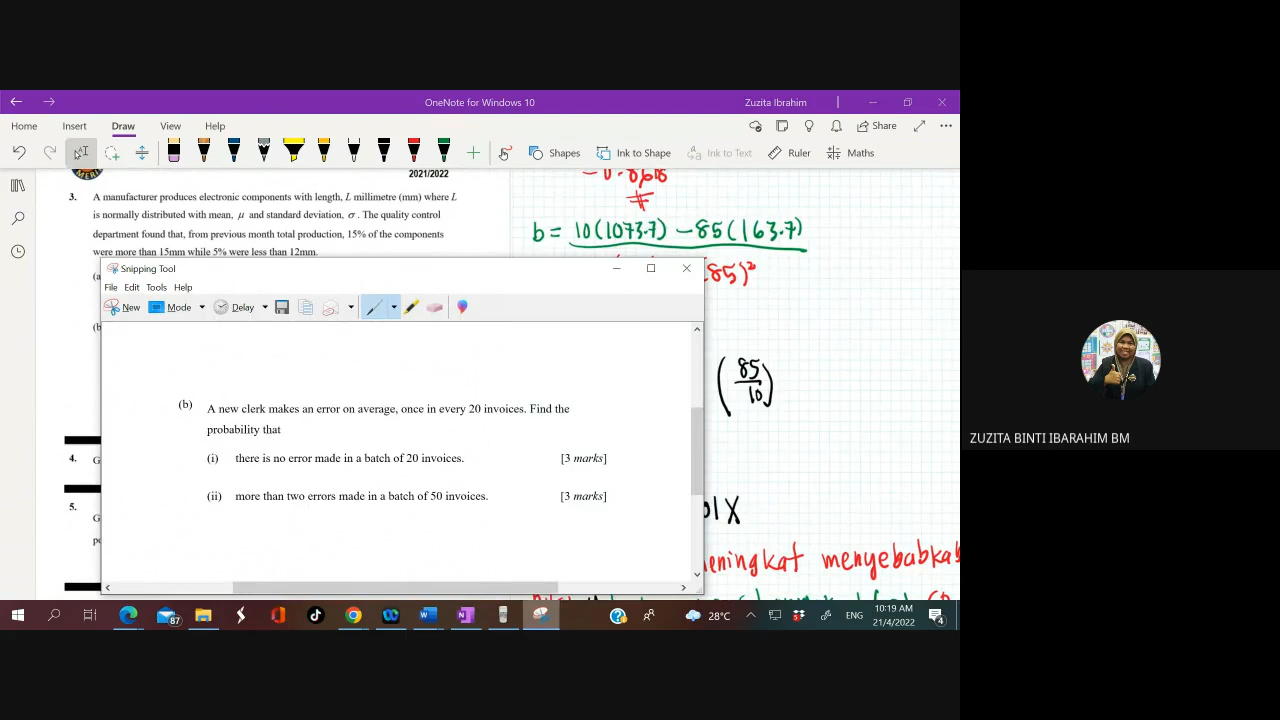 OneNote for Windows 10
Zuzita Ibrahim
Home Insert Draw View Help
Share
Shapes Ink to Shape Ink to Text Ruler Maths
2021/2022
3. A manufacturer produces electronic components with length, L millimetre (mm) where L
is normally distributed with mean, μ and standard deviation, σ. The quality control
department found that, from previous month total production, 15% of the components
were more than 15mm while 5% were less than 12mm.
b = 10(1073.7) - 85(163.7)
85)²
Snipping Tool
File Edit Tools Help
New Mode Delay
(b) A new clerk makes an error on average, once in every 20 invoices. Find the
probability that
(i) there is no error made in a batch of 20 invoices. [3 marks]
(ii) more than two errors made in a batch of 50 invoices. [3 marks]
(85/10)
4. G
5.
G
X
meningkat menyebabkab
ZUZITA BINTI IBARAHIM BM
87
28°C
5
ENG
10:19 AM
21/4/2022
4